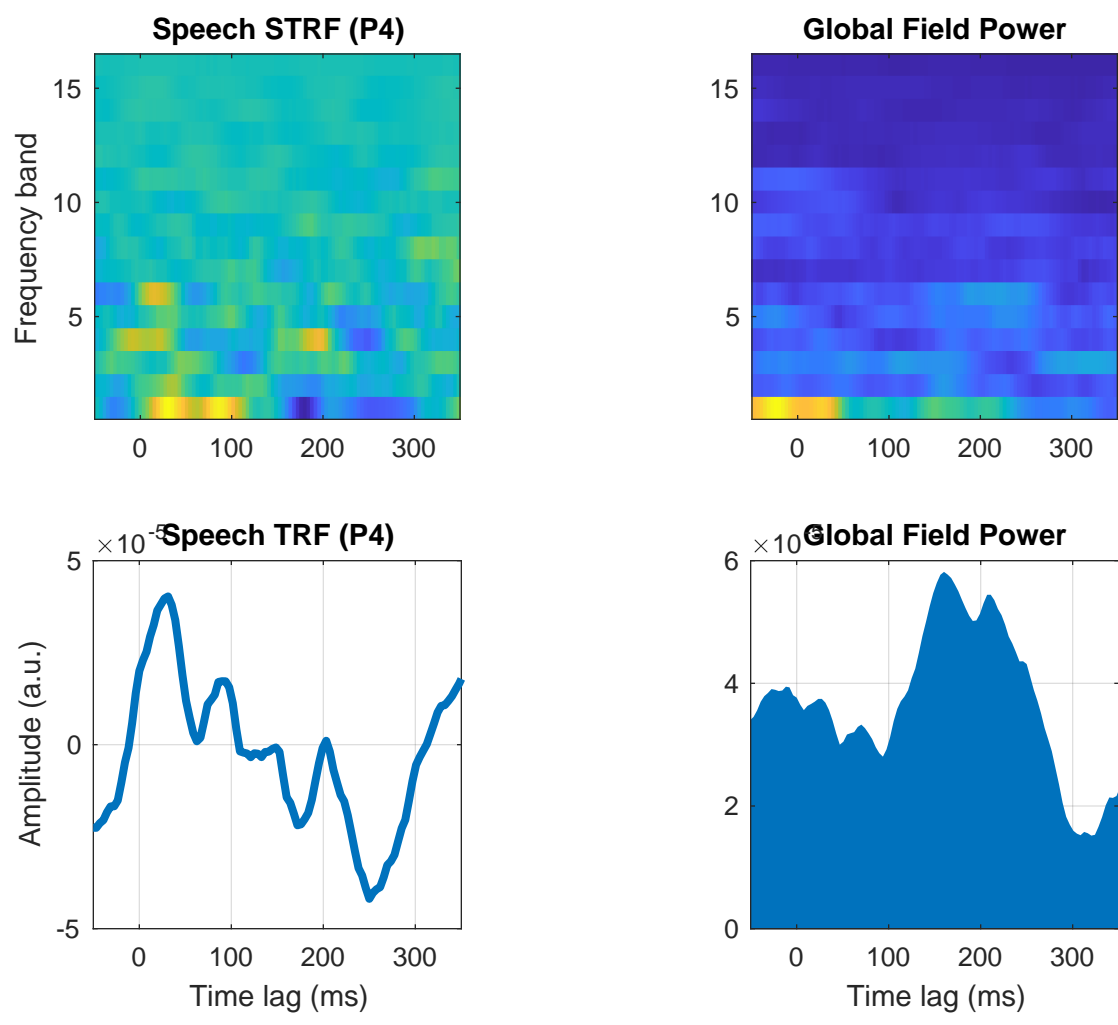 Speech STRF (P4)
Frequency band
15
10
5
0 100 200 300
Global Field Power
15
10
5
0 100 200 300
Speech TRF (P4)
×10-5
Amplitude (a.u.)
5
0
-5
0 100 200 300
Time lag (ms)
Global Field Power
×10-5
6
4
2
0
0 100 200 300
Time lag (ms)